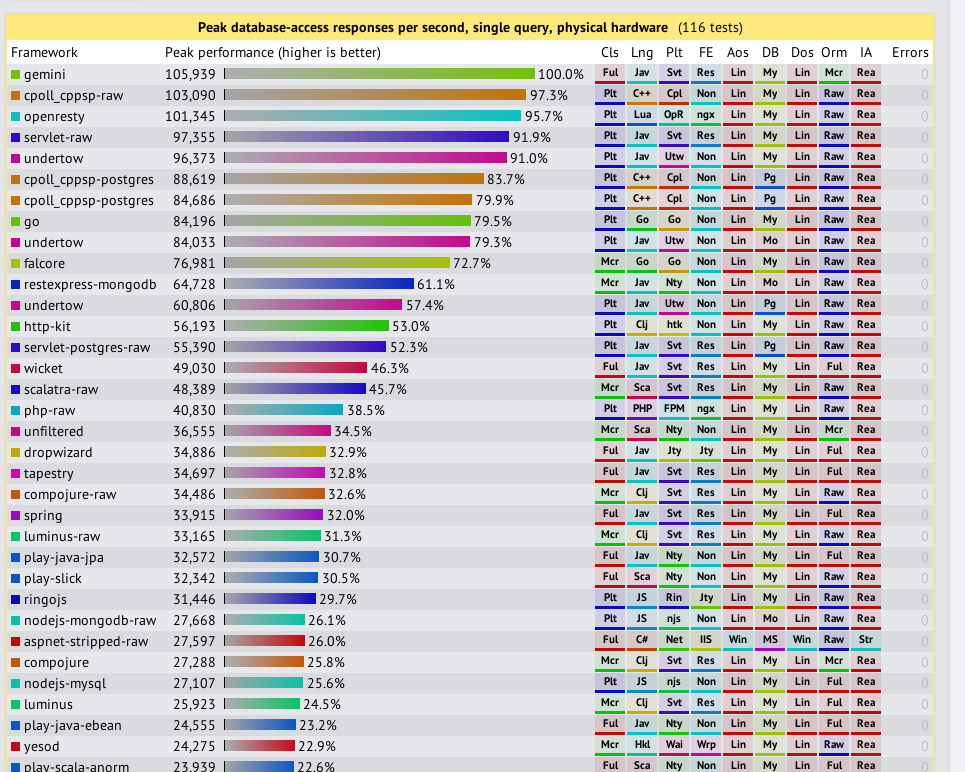 Peak database-access responses per second, single query, physical hardware (116 tests)
Framework Peak performance (higher is better) Cls Lng Plt FE Aos DB Dos Orm IA Errors
gemini 105,939 100.0% Ful Jav Svt Res Lin My Lin Mcr Rea 0
cpoll_cppsp-raw 103,090 97.3% Plt C++ Cpl Non Lin My Lin Raw Rea 0
openresty 101,345 95.7% Plt Lua OpR ngx Lin My Lin Raw Rea 0
servlet-raw 97,355 91.9% Plt Jav Svt Res Lin My Lin Raw Rea 0
undertow 96,373 91.0% Plt Jav Utw Non Lin My Lin Raw Rea 0
cpoll_cppsp-postgres 88,619 83.7% Plt C++ Cpl Non Lin Pg Lin Raw Rea 0
cpoll_cppsp-postgres 84,686 79.9% Plt C++ Cpl Non Lin Pg Lin Raw Rea 0
go 84,196 79.5% Plt Go Go Non Lin My Lin Raw Rea 0
undertow 84,033 79.3% Plt Jav Utw Non Lin Mo Lin Raw Rea 0
falcore 76,981 72.7% Mcr Go Go Non Lin My Lin Raw Rea 0
restexpress-mongodb 64,728 61.1% Mcr Jav Nty Non Lin Mo Lin Raw Rea 0
undertow 60,806 57.4% Plt Jav Utw Non Lin Pg Lin Raw Rea 0
http-kit 56,193 53.0% Plt Clj htk Non Lin My Lin Raw Rea 0
servlet-postgres-raw 55,390 52.3% Plt Jav Svt Res Lin Pg Lin Raw Rea 0
wicket 49,030 46.3% Ful Jav Svt Res Lin My Lin Ful Rea 0
scalatra-raw 48,389 45.7% Mcr Sca Svt Res Lin My Lin Raw Rea 0
php-raw 40,830 38.5% Plt PHP FPM ngx Lin My Lin Raw Rea 0
unfiltered 36,555 34.5% Mcr Sca Nty Non Lin My Lin Mcr Rea 0
dropwizard 34,886 32.9% Ful Jav Jty Jty Lin My Lin Ful Rea 0
tapestry 34,697 32.8% Ful Jav Svt Res Lin My Lin Ful Rea 0
compojure-raw 34,486 32.6% Mcr Clj Svt Res Lin My Lin Raw Rea 0
spring 33,915 32.0% Ful Jav Svt Res Lin My Lin Ful Rea 0
luminus-raw 33,165 31.3% Mcr Clj Svt Res Lin My Lin Raw Rea 0
play-java-jpa 32,572 30.7% Ful Jav Nty Non Lin My Lin Ful Rea 0
play-slick 32,342 30.5% Ful Sca Nty Non Lin My Lin Ful Rea 0
ringojs 31,446 29.7% Plt JS Rin Jty Lin My Lin Raw Rea 0
nodejs-mongodb-raw 27,668 26.1% Plt JS njs Non Lin Mo Lin Raw Rea 0
aspnet-stripped-raw 27,597 26.0% Ful C# Net IIS Win MS Win Raw Str 0
compojure 27,288 25.8% Mcr Clj Svt Res Lin My Lin Mcr Rea 0
nodejs-mysql 27,107 25.6% Plt JS njs Non Lin My Lin Ful Rea 0
luminus 25,923 24.5% Mcr Clj Svt Res Lin My Lin Ful Rea 0
play-java-ebean 24,555 23.2% Ful Jav Nty Non Lin My Lin Ful Rea 0
yesod 24,275 22.9% Mcr Hkl Wai Wrp Lin My Lin Raw Rea 0
play-scala-anorm 23,939 22.6% Ful Sca Nty Non Lin My Lin Ful Rea 0